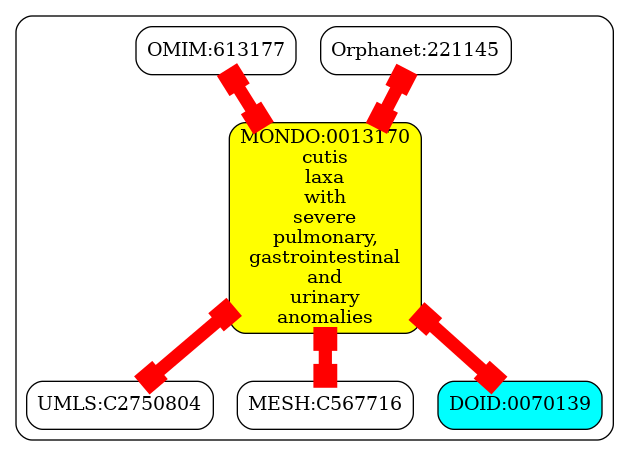 OMIM:613177
Orphanet:221145
MONDO:0013170
cutis
laxa
with
severe
pulmonary,
gastrointestinal
and
urinary
anomalies
UMLS:C2750804
MESH:C567716
DOID:0070139